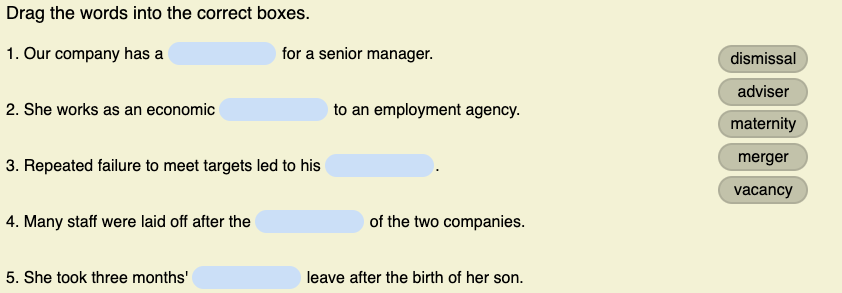 Drag the words into the correct boxes.
1. Our company has a for a senior manager.
dismissal
adviser
2. She works as an economic to an employment agency.
maternity
merger
3. Repeated failure to meet targets led to his .
vacancy
4. Many staff were laid off after the of the two companies.
5. She took three months' leave after the birth of her son.